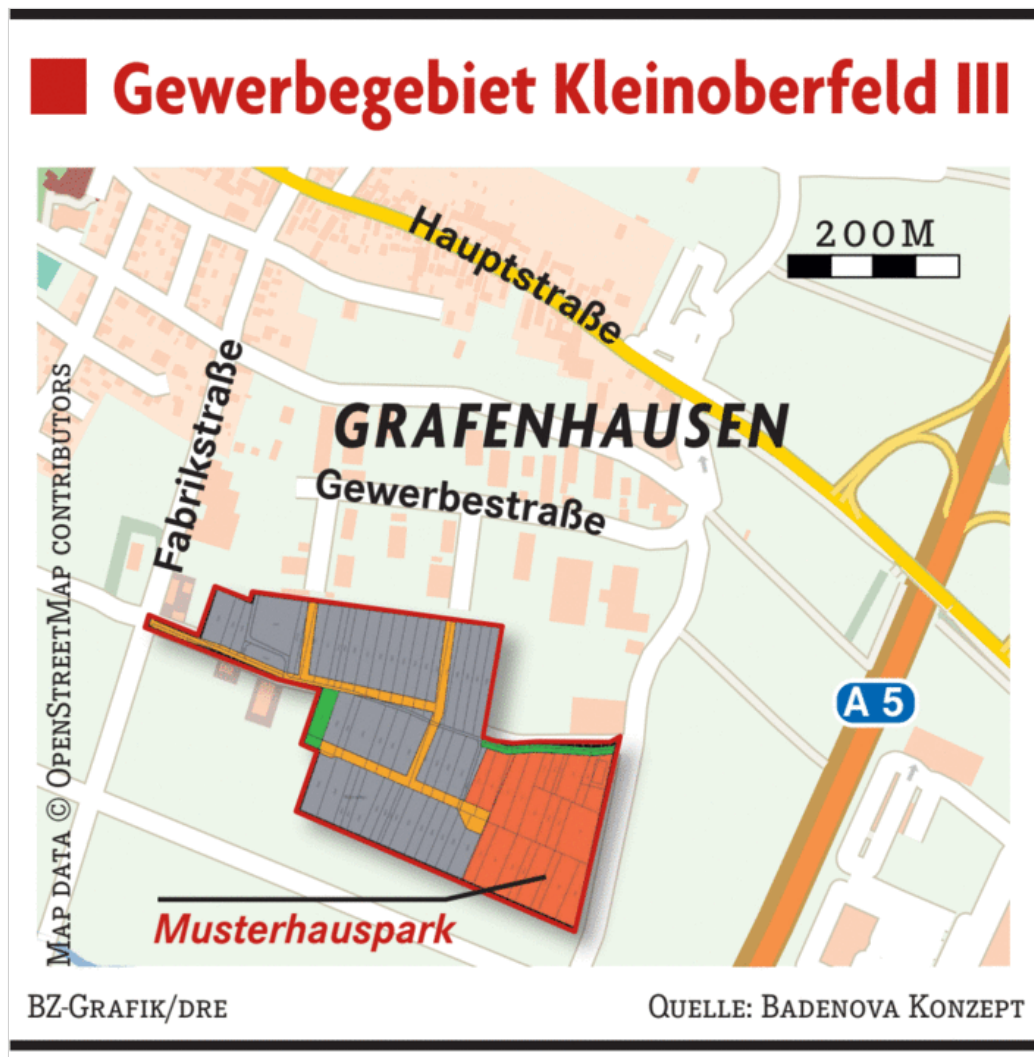 Gewerbegebiet Kleinoberfeld III
Hauptstraße
200M
Fabrikstraße
GRAFENHAUSEN
Gewerbestraße
A 5
Musterhauspark
MAP DATA © OPENSTREETMAP CONTRIBUTORS
BZ-GRAFIK/DRE
QUELLE: BADENOVA KONZEPT